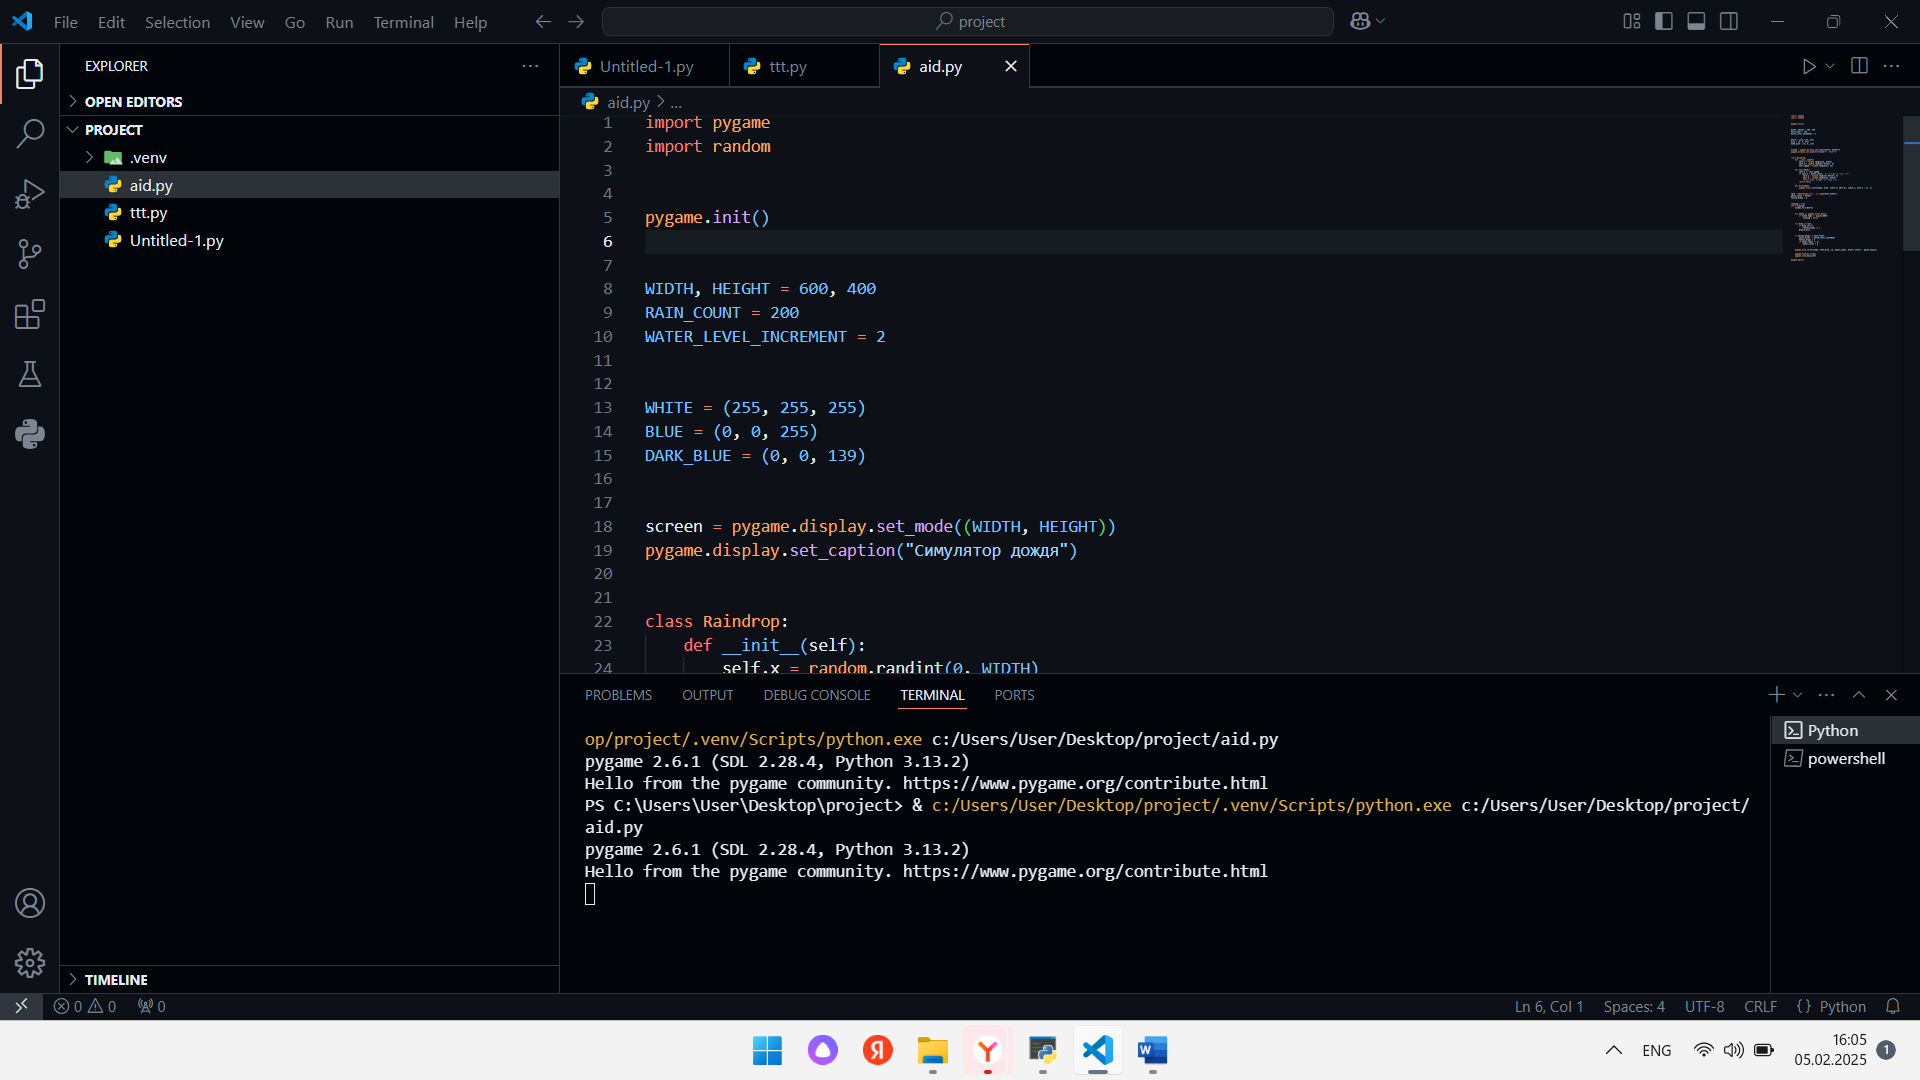 File Edit Selection View Go Run Terminal Help
project
EXPLORER
OPEN EDITORS
PROJECT
.venv
aid.py
ttt.py
Untitled-1.py
TIMELINE
Untitled-1.py ttt.py aid.py
aid.py > ...
1 import pygame
2 import random
3
4
5 pygame.init()
6
7
8 WIDTH, HEIGHT = 600, 400
9 RAIN_COUNT = 200
10 WATER_LEVEL_INCREMENT = 2
11
12
13 WHITE = (255, 255, 255)
14 BLUE = (0, 0, 255)
15 DARK_BLUE = (0, 0, 139)
16
17
18 screen = pygame.display.set_mode((WIDTH, HEIGHT))
19 pygame.display.set_caption("Симулятор дождя")
20
21
22 class Raindrop:
23 def __init__(self):
24 self.x = random.randint(0, WIDTH)
PROBLEMS OUTPUT DEBUG CONSOLE TERMINAL PORTS
op/project/.venv/Scripts/python.exe c:/Users/User/Desktop/project/aid.py
pygame 2.6.1 (SDL 2.28.4, Python 3.13.2)
Hello from the pygame community. https://www.pygame.org/contribute.html
PS C:\Users\User\Desktop\project> & c:/Users/User/Desktop/project/.venv/Scripts/python.exe c:/Users/User/Desktop/project/
aid.py
pygame 2.6.1 (SDL 2.28.4, Python 3.13.2)
Hello from the pygame community. https://www.pygame.org/contribute.html
Python
powershell
0 0 0
Ln 6, Col 1 Spaces: 4 UTF-8 CRLF {} Python
Я
Y
W
ENG
16:05
05.02.2025
1